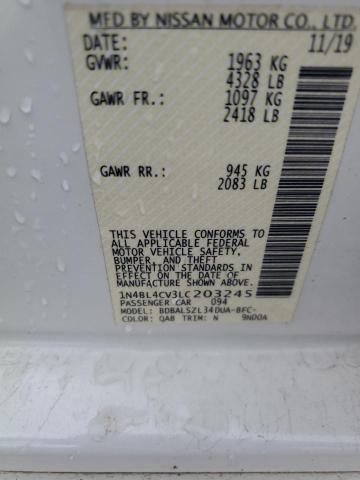 MFD BY NISSAN MOTOR CO., LTD.
DATE: 11/19
GVWR: 1963 KG
4328 LB
GAWR FR.: 1097 KG
2418 LB
GAWR RR.: 945 KG
2083 LB
THIS VEHICLE CONFORMS TO
ALL APPLICABLE FEDERAL
MOTOR VEHICLE SAFETY,
BUMPER, AND THEFT
PREVENTION STANDARDS IN
EFFECT ON THE DATE OF
MANUFACTURE SHOWN ABOVE.
1N4BL4CV3LC203245
PASSENGER CAR 094
MODEL: BDBALSZL34DUA-BFC-
COLOR: QAB TRIM: N 9N00A